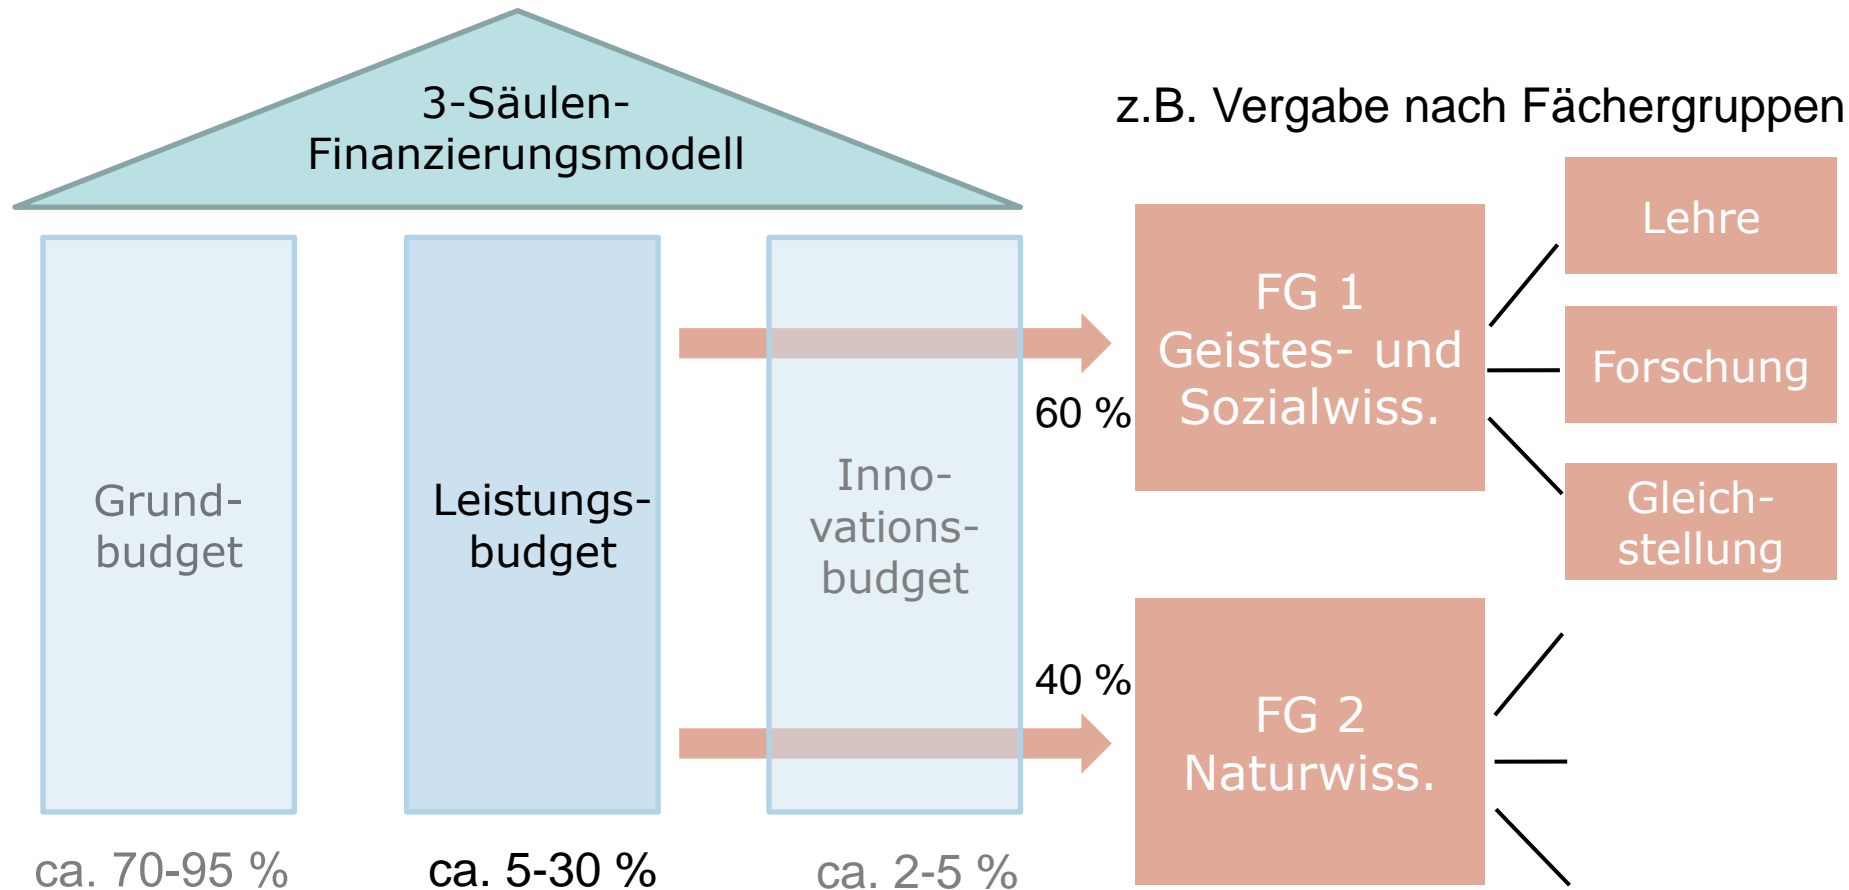 3-Säulen-
Finanzierungsmodell
Grund-
budget
ca. 70-95 %
Leistungs-
budget
ca. 5-30 %
Inno-
vations-
budget
ca. 2-5 %
z.B. Vergabe nach Fächergruppen
60 %
FG 1
Geistes- und
Sozialwiss.
Lehre
Forschung
Gleich-
stellung
40 %
FG 2
Naturwiss.